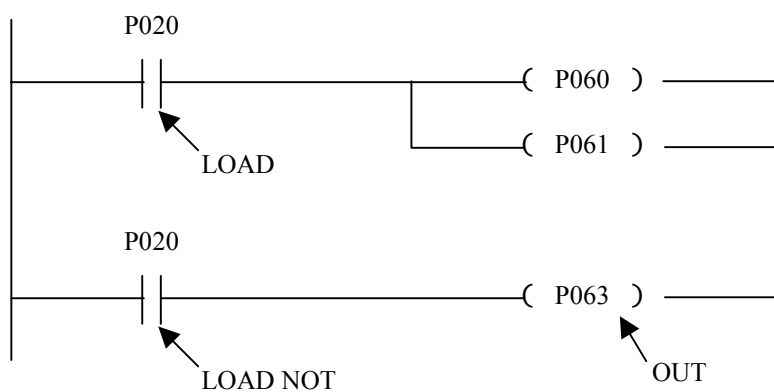 P020
( P060 )
( P061 )
LOAD
P020
( P063 )
LOAD NOT
OUT